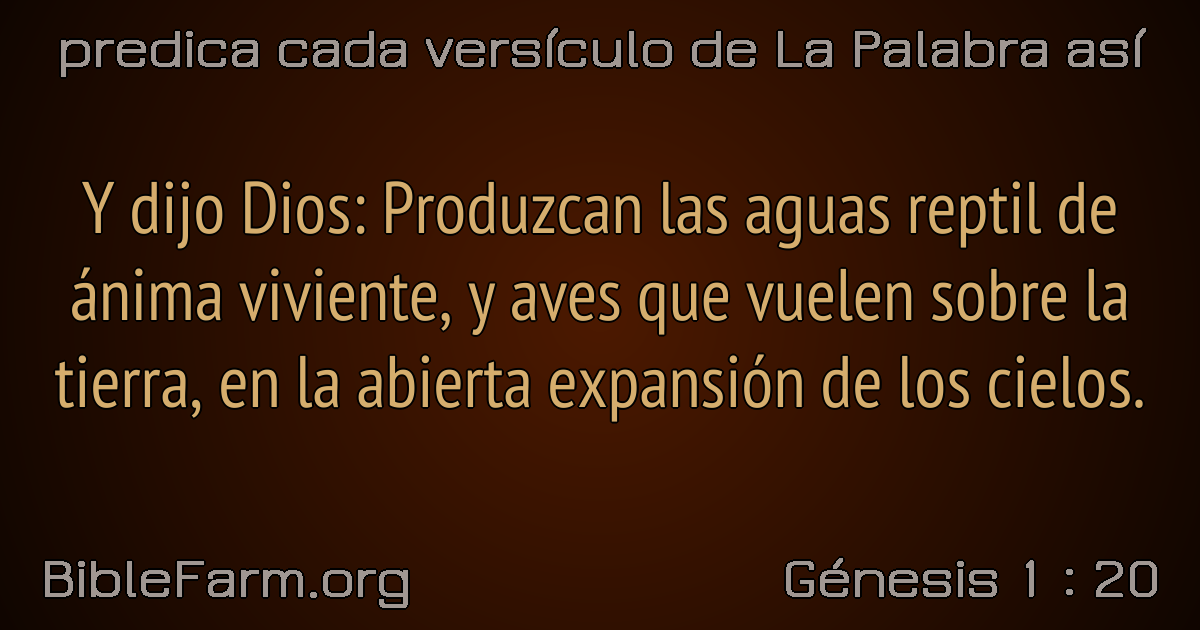 predica cada versículo de La Palabra así
Y dijo Dios: Produzcan las aguas reptil de
ánima viviente, y aves que vuelen sobre la
tierra, en la abierta expansión de los cielos.
BibleFarm.org
Génesis 1 : 20